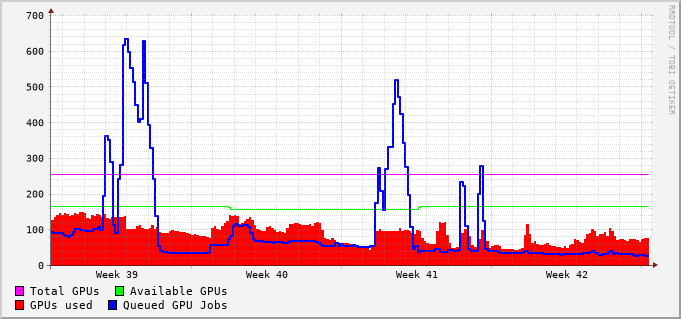 700
600
500
400
300
200
100
0
Week 39 Week 40 Week 41 Week 42
Total GPUs Available GPUs
GPUs used Queued GPU Jobs
RRDTOOL / TOBI OETIKER